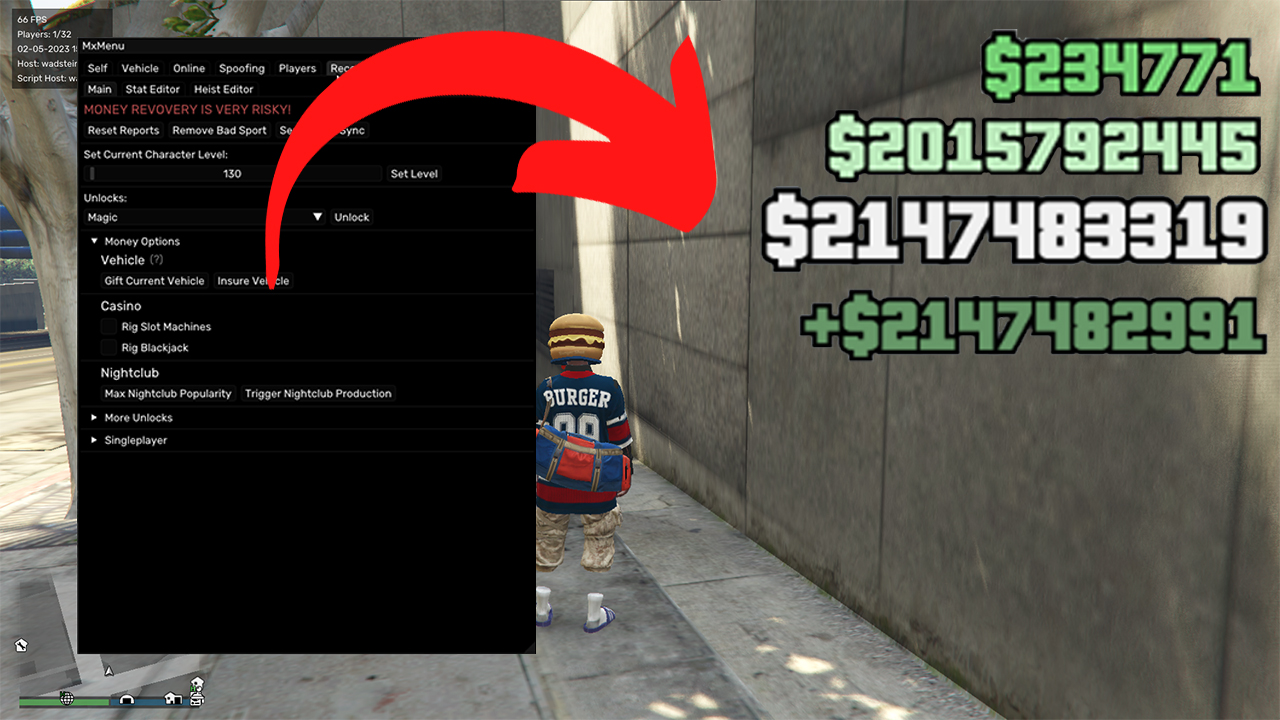 66 FPS
Players: 1/32
02-05-2023
Host: wadstein
Script Host:
MxMenu
Self Vehicle Online Spoofing Players
Main Stat Editor Heist Editor
MONEY REVOVERY IS VERY RISKY!
Reset Reports Remove Bad Sport Sync
Set Current Character Level:
130 Set Level
Unlocks:
Magic Unlock
Money Options
Vehicle (?)
Gift Current Vehicle Insure Vehicle
Casino
Rig Slot Machines
Rig Blackjack
Nightclub
Max Nightclub Popularity Trigger Nightclub Production
More Unlocks
Singleplayer
$234771
$2015792445
$2147483319
+$2147482991
BURGER